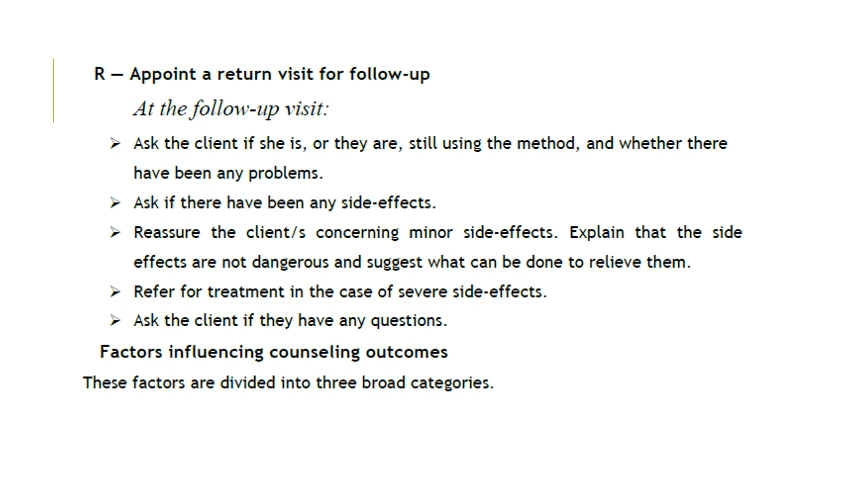 R — Appoint a return visit for follow-up
At the follow-up visit:
➢ Ask the client if she is, or they are, still using the method, and whether there
have been any problems.
➢ Ask if there have been any side-effects.
➢ Reassure the client/s concerning minor side-effects. Explain that the side
effects are not dangerous and suggest what can be done to relieve them.
➢ Refer for treatment in the case of severe side-effects.
➢ Ask the client if they have any questions.
Factors influencing counseling outcomes
These factors are divided into three broad categories.